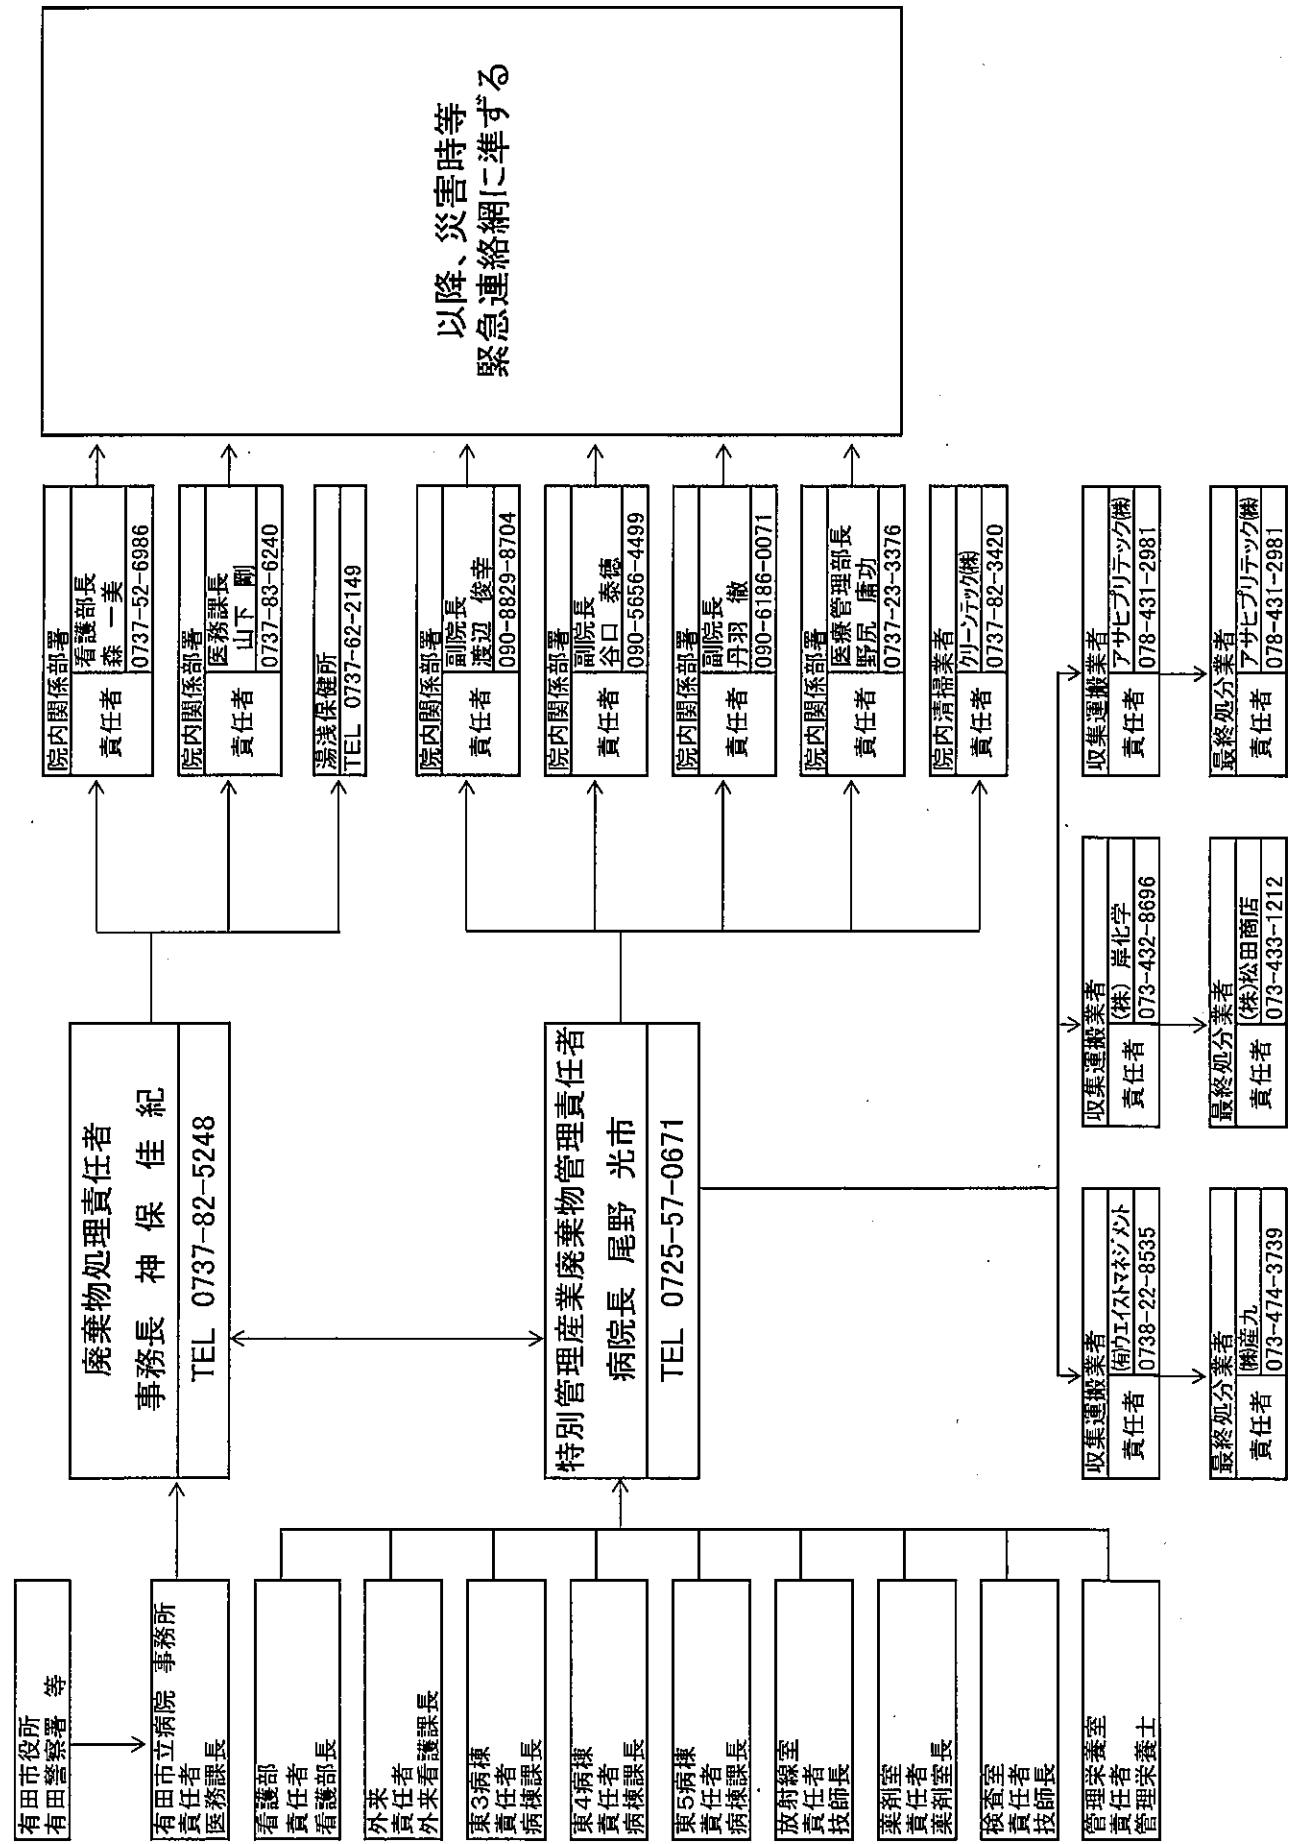 有田市役所
有田警察署 等
有田市立病院 事務所
責任者
医務課長
看護部
責任者
看護部長
外来
責任者
外来看護課長
東3病棟
責任者
病棟課長
東4病棟
責任者
病棟課長
東5病棟
責任者
病棟課長
放射線室
責任者
技師長
薬剤室
責任者
薬剤室長
検査室
責任者
技師長
管理栄養室
責任者
管理栄養士
廃棄物処理責任者
事務長 神 保 佳 紀
TEL 0737-82-5248
特別管理産業廃棄物管理責任者
病院長 尾野 光市
TEL 0725-57-0671
院内関係部署
責任者
看護部長
森 一美
0737-52-6986
院内関係部署
責任者
医務課長
山下 剛
0737-83-6240
湯浅保健所
TEL 0737-62-2149
院内関係部署
責任者
副院長
渡辺 俊幸
090-8829-8704
院内関係部署
責任者
副院長
谷口 泰徳
090-5656-4499
院内関係部署
責任者
副院長
丹羽 徹
090-6186-0071
院内関係部署
責任者
医療管理部長
野尻 庸功
0737-23-3376
院内清掃業者
責任者
クリーンテック(株)
0737-82-3420
以降、災害時等
緊急連絡網に準ずる
収集運搬業者
責任者
(有)ウエイストマネジメント
0738-22-8535
最終処分業者
責任者
(株)産九
073-474-3739
収集運搬業者
責任者
(株) 岸化学
073-432-8696
最終処分業者
責任者
(株)松田商店
073-433-1212
収集運搬業者
責任者
アサヒプリテック(株)
078-431-2981
最終処分業者
責任者
アサヒプリテック(株)
078-431-2981